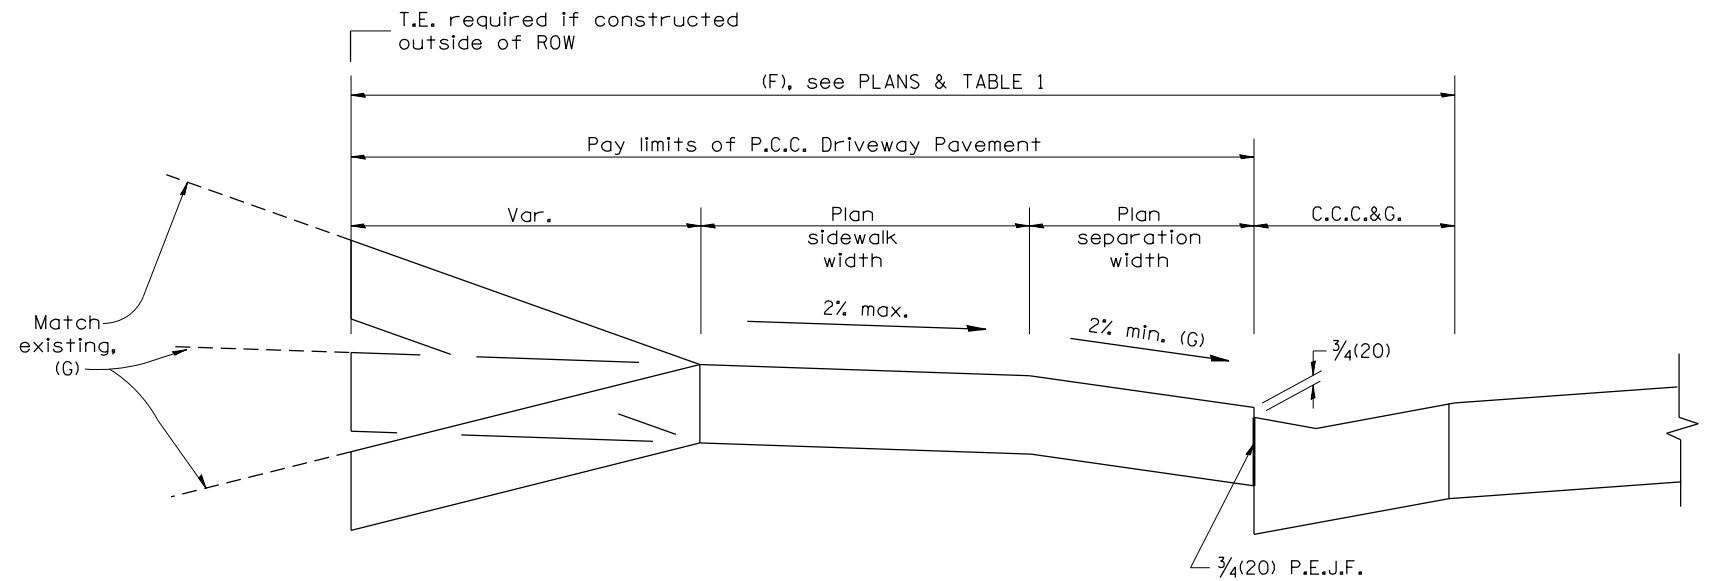 T.E. required if constructed
outside of ROW
(F), see PLANS & TABLE 1
Pay limits of P.C.C. Driveway Pavement
Var.
Plan
sidewalk
width
Plan
separation
width
C.C.C.&G.
2% max.
2% min. (G)
¾(20)
Match
existing,
(G)
¾(20) P.E.J.F.